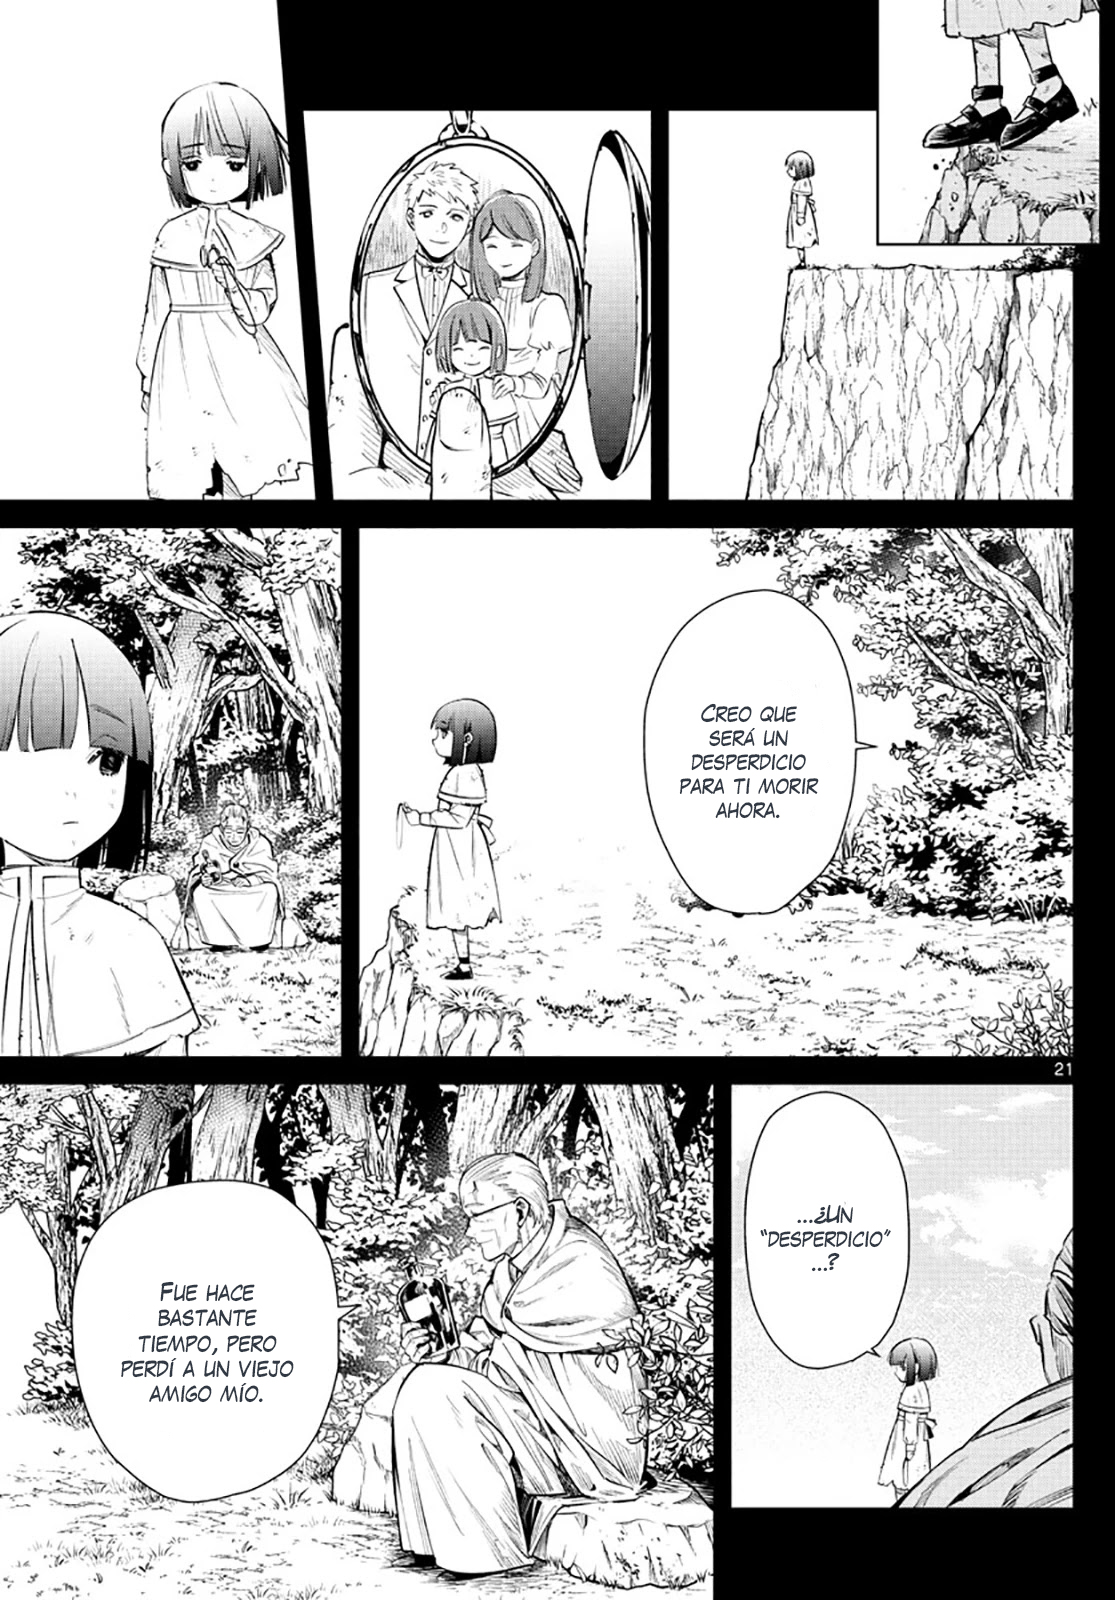 CREO QUE
SERÁ UN
DESPERDICIO
PARA TI MORIR
AHORA.
21
...¿UN
"DESPERDICIO"
...?
FUE HACE
BASTANTE
TIEMPO, PERO
PERDÍ A UN VIEJO
AMIGO MÍO.